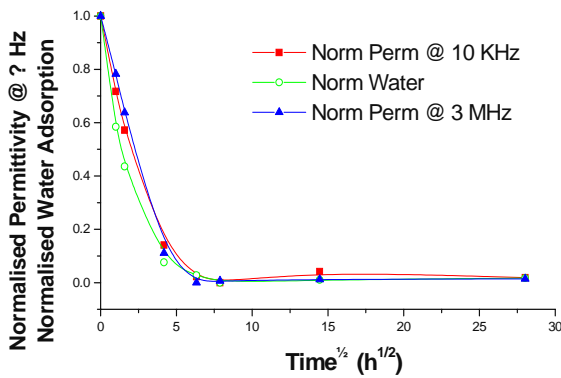 Normalised Permittivity @ ? Hz
Normalised Water Adsorption
1.0
0.8
0.6
0.4
0.2
0.0
Norm Perm @ 10 KHz
Norm Water
Norm Perm @ 3 MHz
0 5 10 15 20 25 30
Time½ (h1/2)